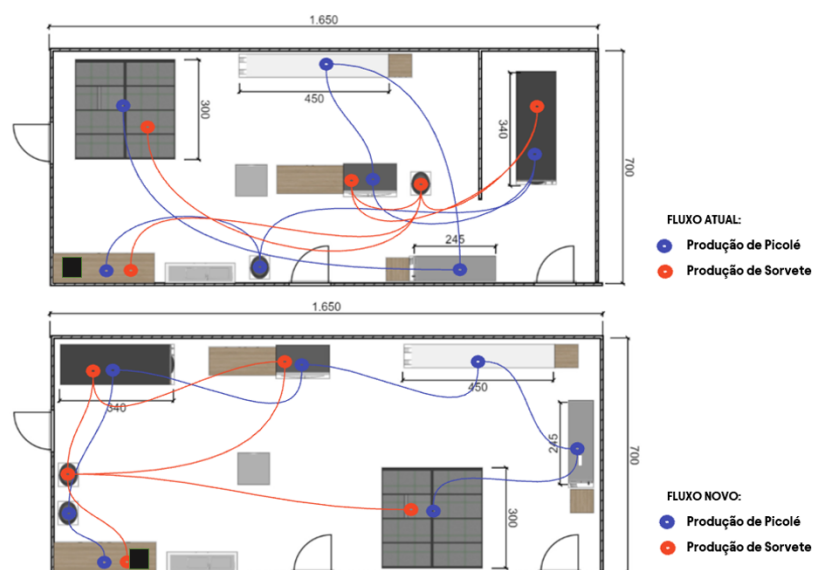 1.650
300
450
340
700
245
FLUXO ATUAL:
Produção de Picolé
Produção de Sorvete
1.650
340
450
245
700
300
FLUXO NOVO:
Produção de Picolé
Produção de Sorvete